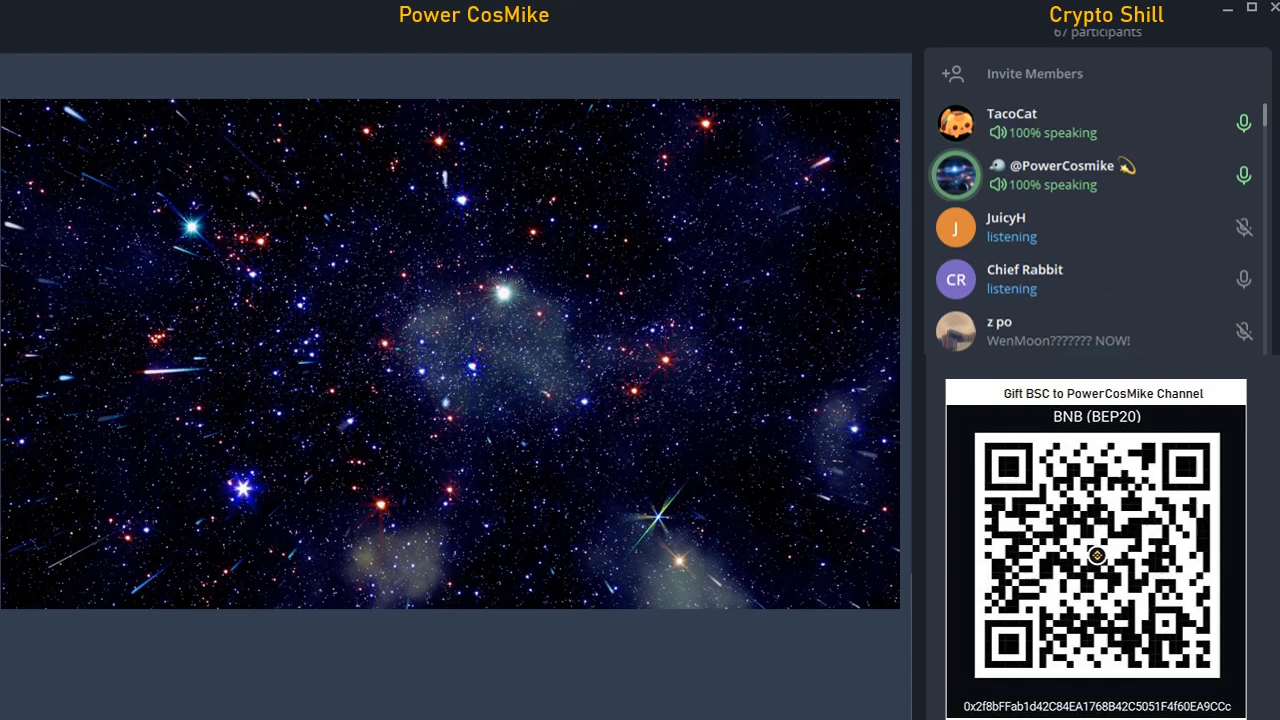 Power CosMike
Crypto Shill
67 participants
Invite Members
TacoCat
100% speaking
@PowerCosmike
100% speaking
JuicyH
listening
CR
Chief Rabbit
listening
J
z po
WenMoon??????? NOW!
Gift BSC to PowerCosMike Channel
BNB (BEP20)
0x2f8bFFab1d42C84EA1768B42C5051F4f60EA9CCc